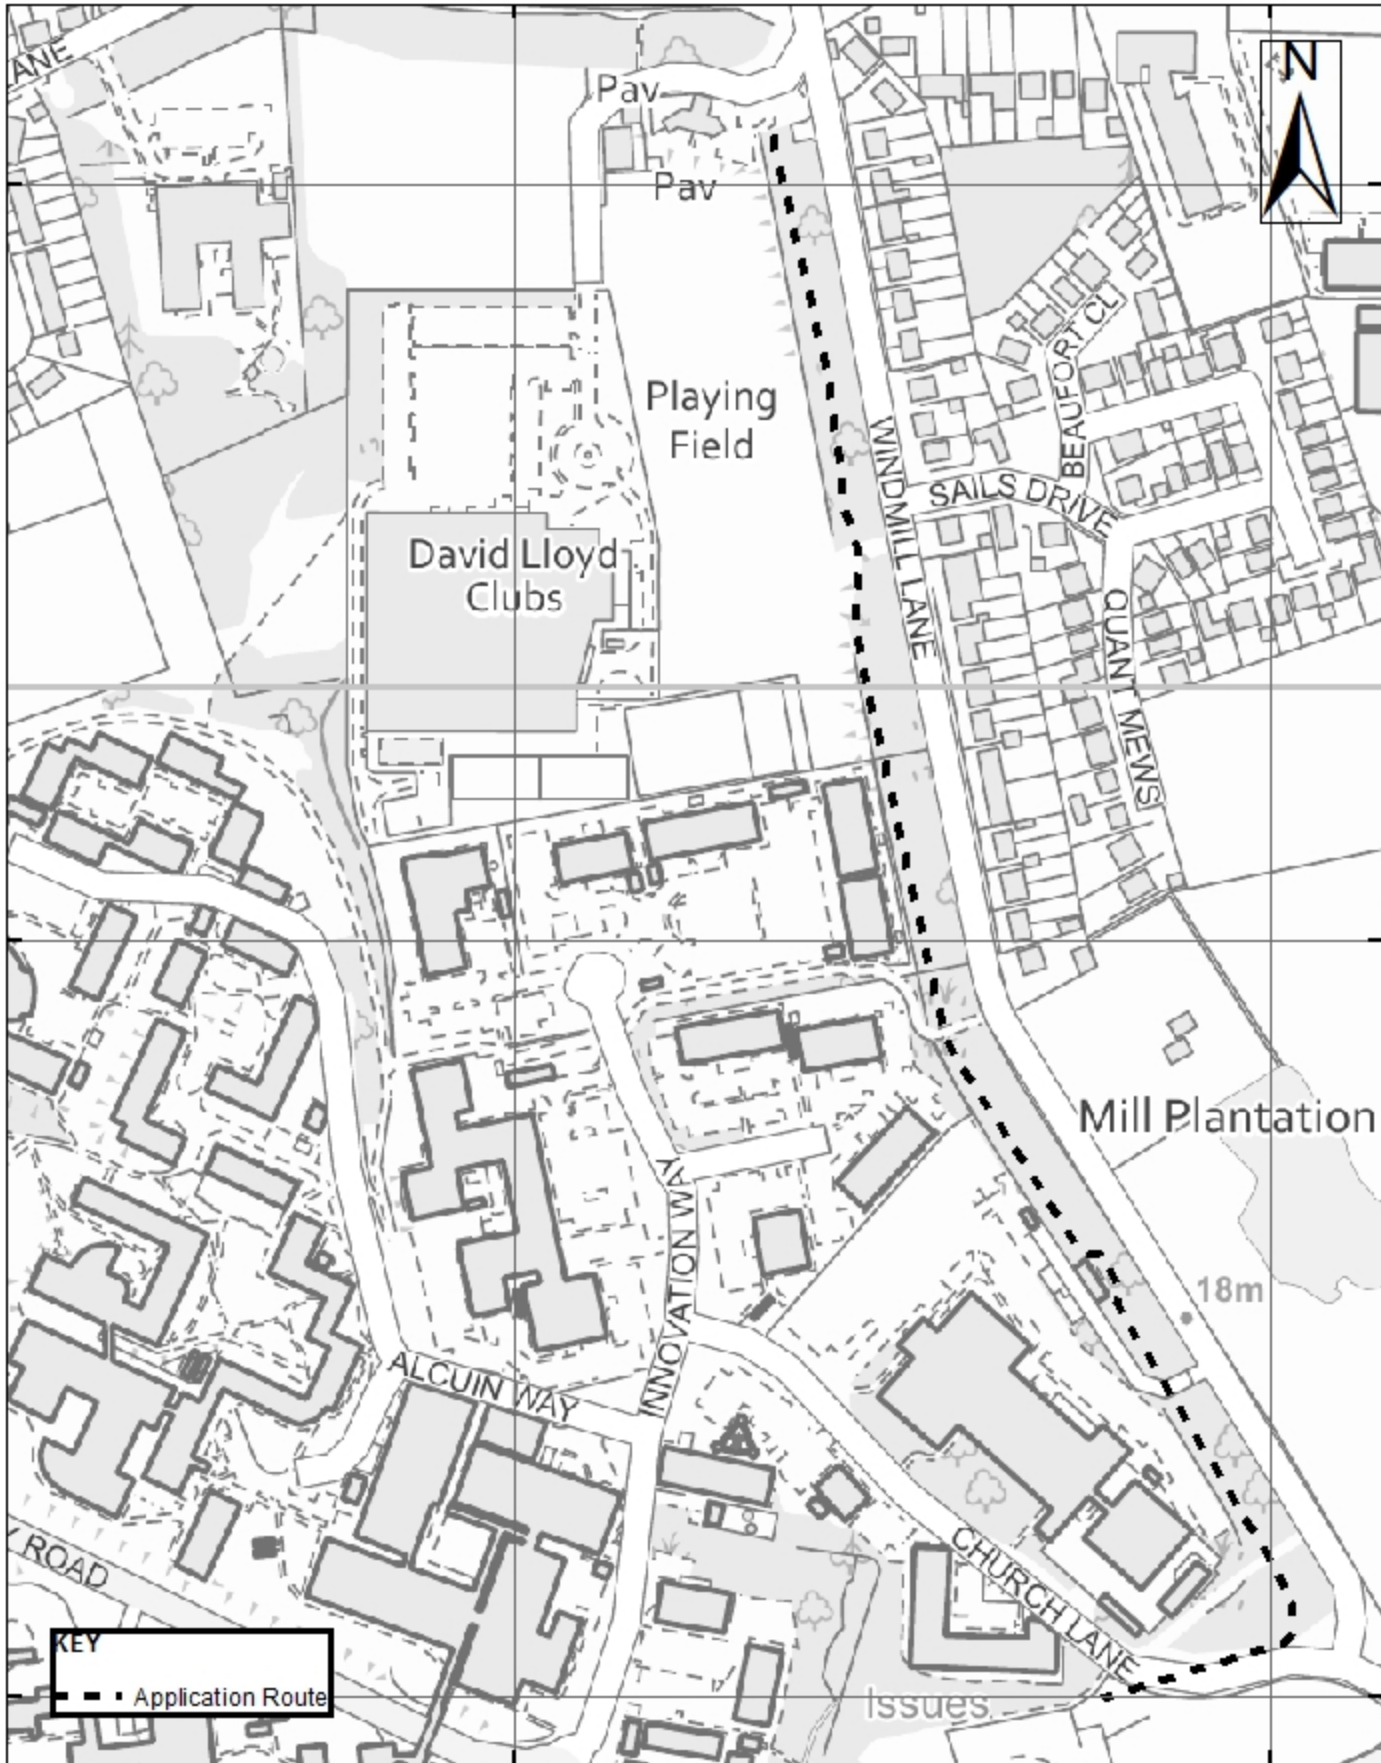 ANE
N
Pav
Pav
Playing
Field
BEAUFORT CL
WINDMILL LANE
SAILS DRIVE
David Lloyd
Clubs
QUANT MEWS
Mill Plantation
INNOVATION WAY
18m
ALCUIN WAY
CHURCH LANE
Y ROAD
KEY
Application Route
Issues